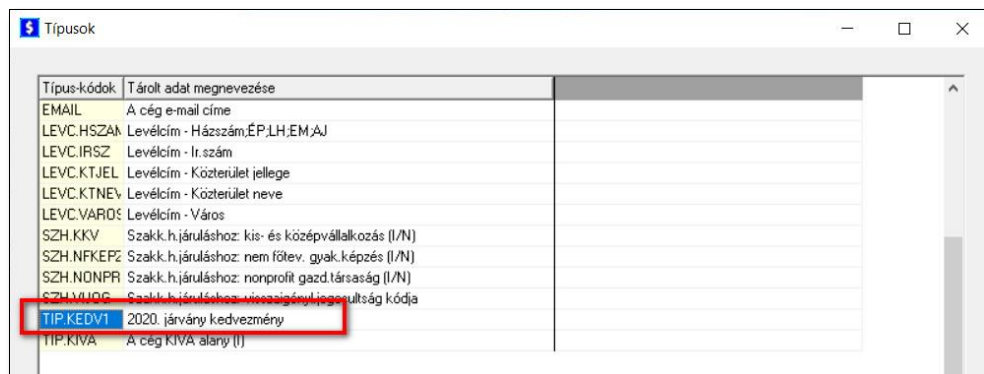 Típusok
Típus-kódok Tárolt adat megnevezése
EMAIL A cég e-mail címe
LEVC.HSZAM Levélcím - Házszám;ÉP;LH;EM;AJ
LEVC.IRSZ Levélcím - Ir.szám
LEVC.KTJEL Levélcím - Közterület jellege
LEVC.KTNEV Levélcím - Közterület neve
LEVC.VAROS Levélcím - Város
SZH.KKV Szakk.h.járuláshoz: kis- és középvállalkozás (I/N)
SZH.NFKEPZ Szakk.h.járuláshoz: nem főtev. gyak.képzés (I/N)
SZH.NONPR Szakk.h.járuláshoz: nonprofit gazd.társaság (I/N)
SZH.VIJOG Szakk.h.járuláshoz: visszaigényl.jogosultság kódja
TIP.KEDV1 2020. járvány kedvezmény
TIP.KIVA A cég KIVA alany (I)